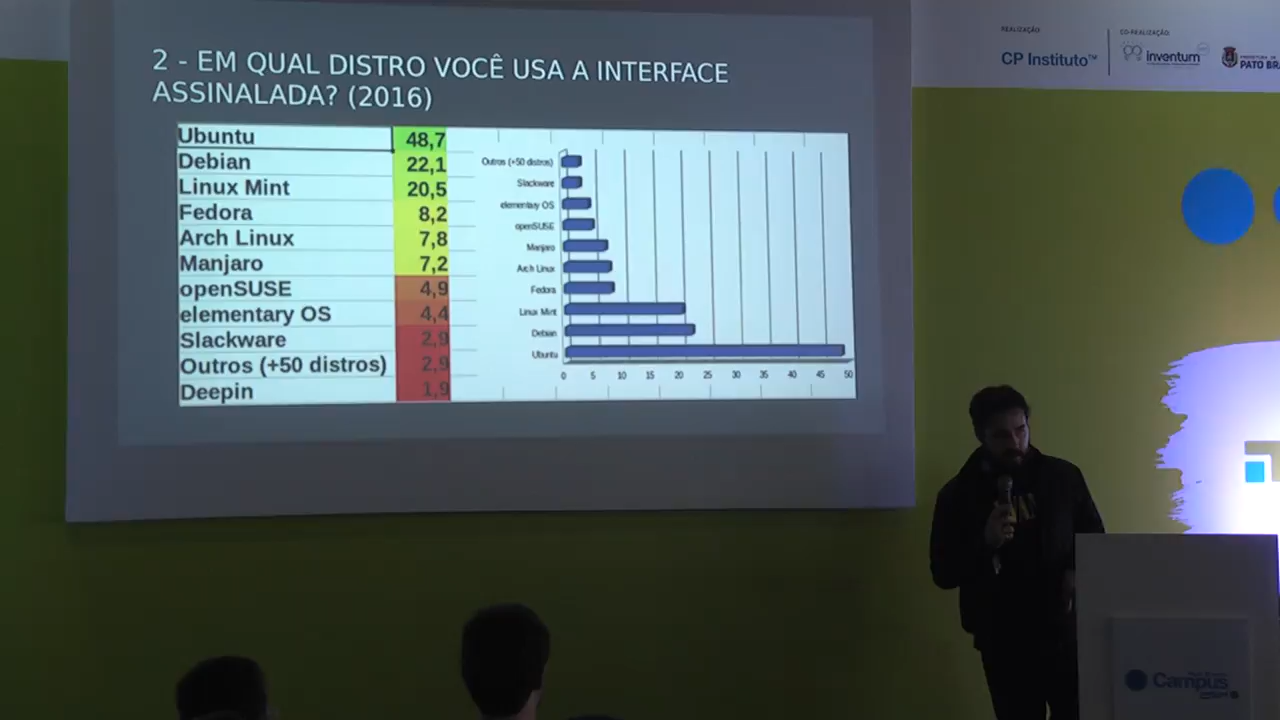 2 - EM QUAL DISTRO VOCÊ USA A INTERFACE
ASSINALADA? (2016)
Ubuntu 48,7
Debian 22,1
Linux Mint 20,5
Fedora 8,2
Arch Linux 7,8
Manjaro 7,2
openSUSE 4,9
elementary OS 4,4
Slackware 2,9
Outros (+50 distros) 2,9
Deepin 1,9
Outros (+50 distros)
Slackware
elementary OS
openSUSE
Manjaro
Arch Linux
Fedora
Linux Mint
Debian
Ubuntu
0 5 10 15 20 25 30 35 40 45 50
REALIZAÇÃO:
CP Instituto
CO-REALIZAÇÃO:
inventum
PATO BRA
Campus